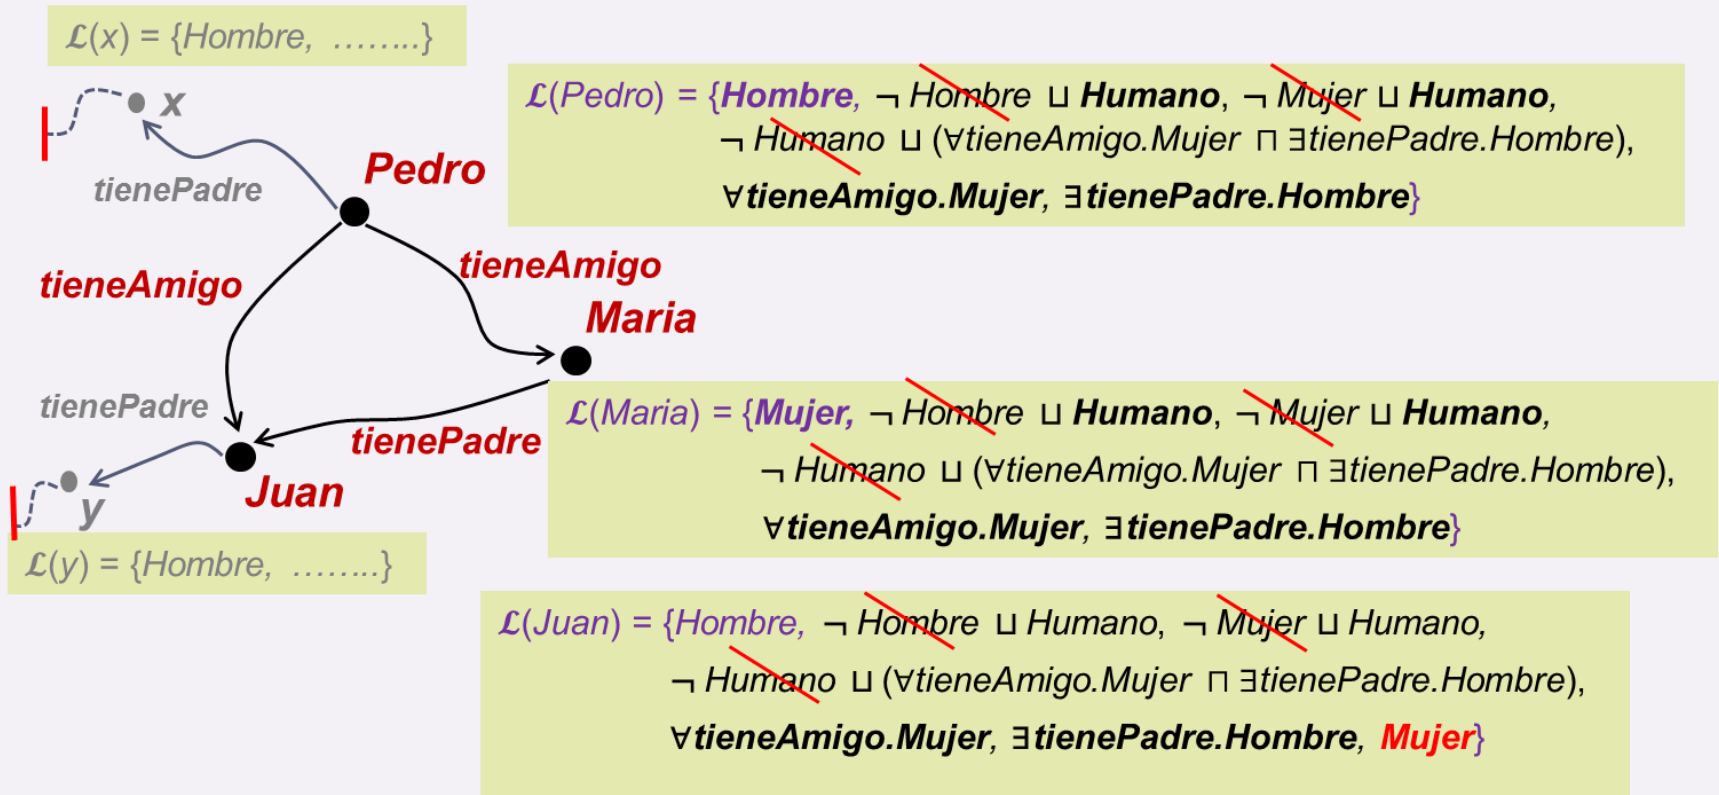 ℒ(x) = {Hombre, ……...}
x
tienePadre
Pedro
ℒ(Pedro) = {Hombre, ¬ Hombre ⊔ Humano, ¬ Mujer ⊔ Humano,
¬ Humano ⊔ (∀tieneAmigo.Mujer ⊓ ∃tienePadre.Hombre),
∀tieneAmigo.Mujer, ∃tienePadre.Hombre}
tieneAmigo
tieneAmigo
Maria
tienePadre
tienePadre
ℒ(Maria) = {Mujer, ¬ Hombre ⊔ Humano, ¬ Mujer ⊔ Humano,
¬ Humano ⊔ (∀tieneAmigo.Mujer ⊓ ∃tienePadre.Hombre),
∀tieneAmigo.Mujer, ∃tienePadre.Hombre}
Juan
y
ℒ(y) = {Hombre, ……...}
ℒ(Juan) = {Hombre, ¬ Hombre ⊔ Humano, ¬ Mujer ⊔ Humano,
¬ Humano ⊔ (∀tieneAmigo.Mujer ⊓ ∃tienePadre.Hombre),
∀tieneAmigo.Mujer, ∃tienePadre.Hombre, Mujer}